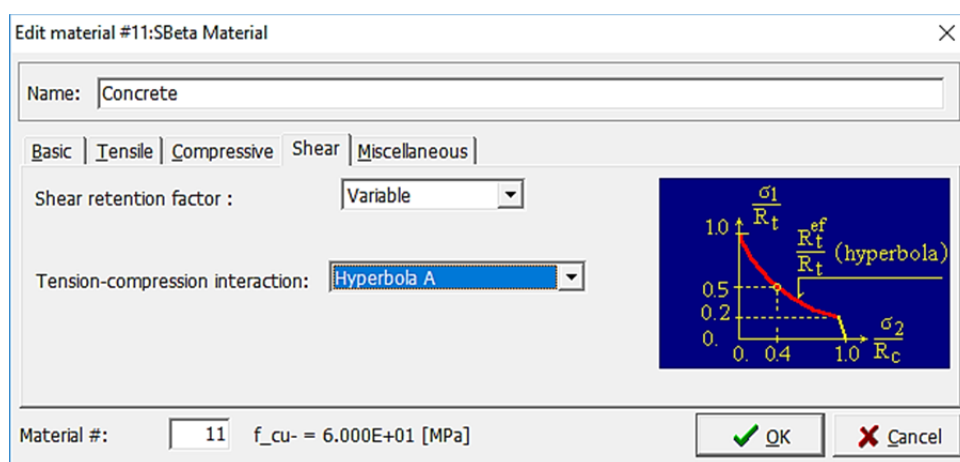 Edit material #11:SBeta Material
Name: Concrete
Basic Tensile Compressive Shear Miscellaneous
Shear retention factor : Variable
Tension-compression interaction: Hyperbola A
σ1
Rt
1.0
Rt^ef
Rt
(hyperbola)
0.5
0.2
0.
0. 0.4 1.0
σ2
Rc
Material #: 11 f_cu- = 6.000E+01 [MPa] OK Cancel